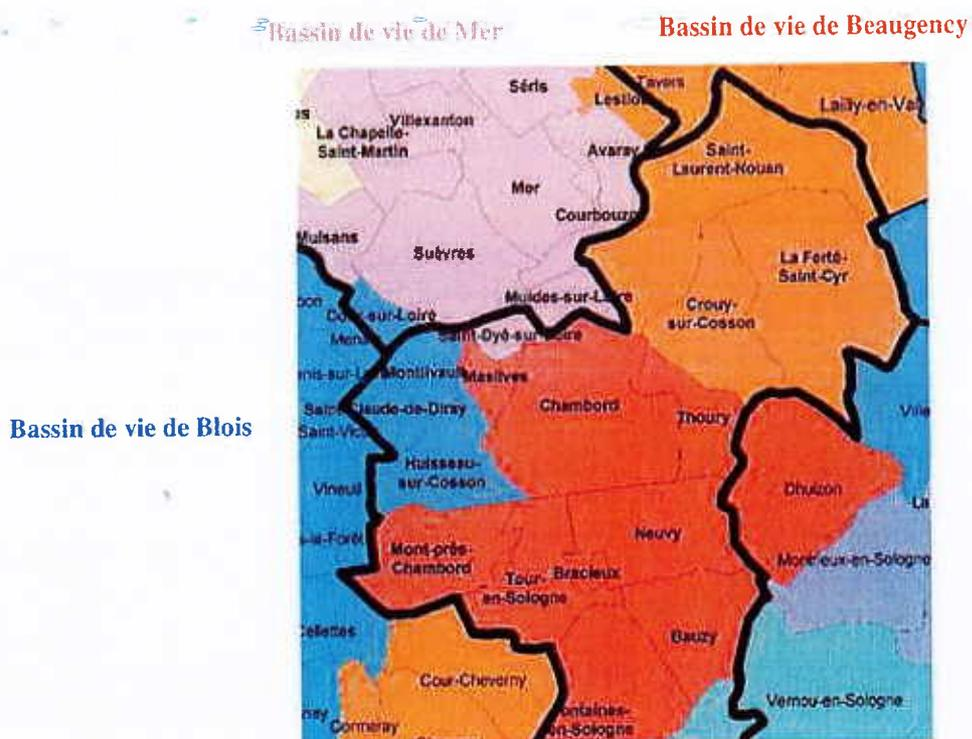 Bassin de vie de Mer
Bassin de vie de Beaugency
Séris
Tavers
Lestiou
Lailly-en-Val
Villexanton
La Chapelle-
Saint-Martin
Avaray
Saint-
Laurent-Nouan
Mer
Courbouzo
Mulsans
Suèvres
La Ferté-
Saint-Cyr
Muides-sur-Loire
Crouy-
sur-Cosson
Cour-sur-Loire
Saint-Dyé-sur-Loire
Montlivault
Maslives
Chambord
Thoury
Saint-Claude-de-Diray
Bassin de vie de Blois
Saint-Vic
Huisseau-
sur-Cosson
Vineuil
Dhuizon
La
Neuvy
Mont-près-
Chambord
Montrieux-en-Sologne
Tour-
en-Sologne
Bracieux
Cellettes
Bauzy
Cour-Cheverny
Vernou-en-Sologne
Cormeray
Fontaines-
en-Sologne